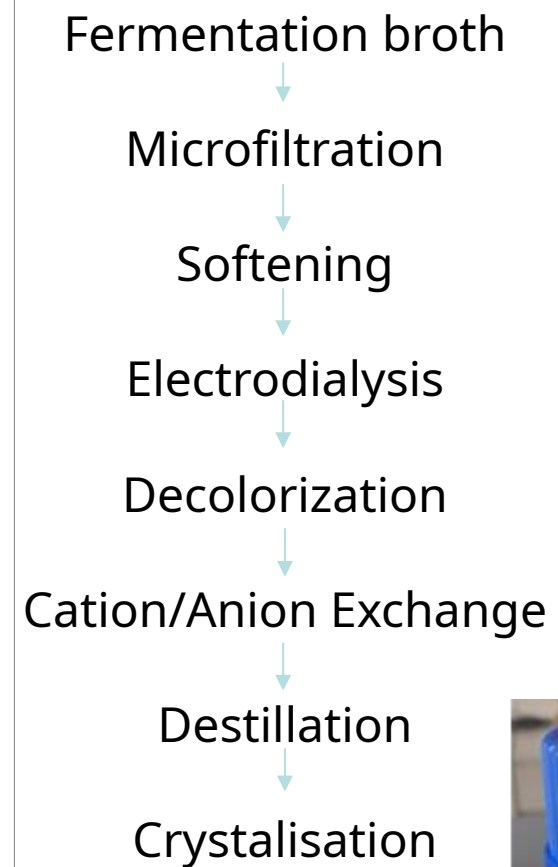 Fermentation broth
Microfiltration
Softening
Electrodialysis
Decolorization
Cation/Anion Exchange
Destillation
Crystalisation